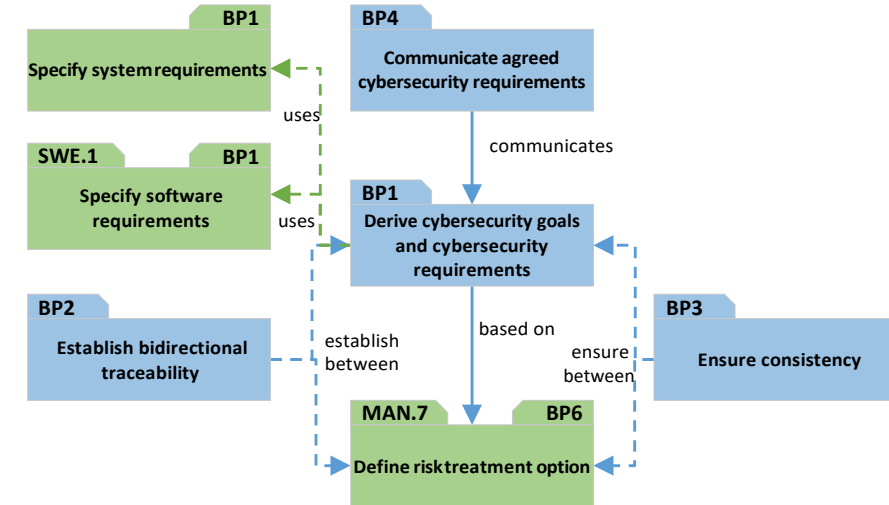 BP1
Specify system requirements
BP4
Communicate agreed
cybersecurity requirements
uses
communicates
SWE.1
BP1
Specify software
requirements
uses
BP1
Derive cybersecurity goals
and cybersecurity
requirements
BP2
Establish bidirectional
traceability
establish
between
based on
ensure
between
BP3
Ensure consistency
MAN.7
BP6
Define risk treatment option